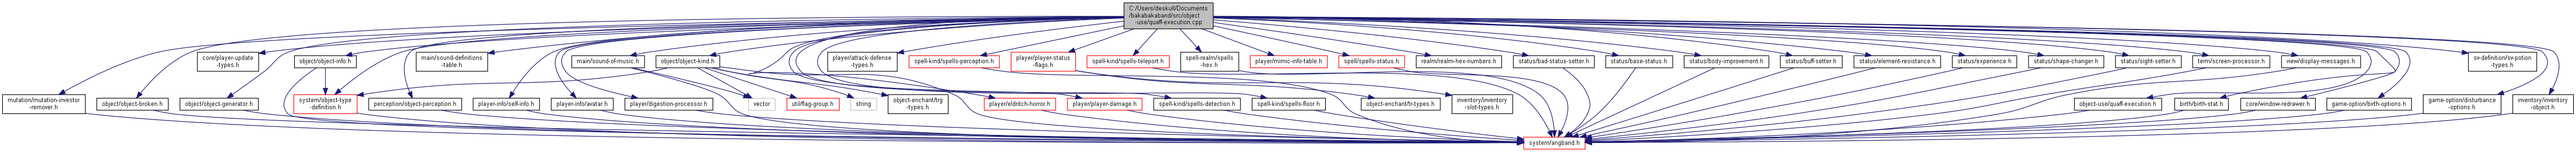 C:/Users/deskull/Documents
/bakabakaband/src/object
-use/quaff-execution.cpp
core/player-update
-types.h
object/object-info.h
main/sound-definitions
-table.h
main/sound-of-music.h
object/object-kind.h
player/attack-defense
-types.h
spell-kind/spells-perception.h
player/player-status
-flags.h
spell-kind/spells-teleport.h
spell-realm/spells
-hex.h
player/mimic-info-table.h
spell/spells-status.h
realm/realm-hex-numbers.h
status/bad-status-setter.h
status/base-status.h
status/body-improvement.h
status/buff-setter.h
status/element-resistance.h
status/experience.h
status/shape-changer.h
status/sight-setter.h
term/screen-processor.h
view/display-messages.h
sv-definition/sv-potion
-types.h
mutation/mutation-investor
-remover.h
object/object-broken.h
object/object-generator.h
system/object-type
-definition.h
perception/object-perception.h
player-info/self-info.h
player-info/avatar.h
player/digestion-processor.h
vector
util/flag-group.h
string
object-enchant/trg
-types.h
player/eldritch-horror.h
player/player-damage.h
spell-kind/spells-detection.h
spell-kind/spells-floor.h
object-enchant/tr-types.h
inventory/inventory
-slot-types.h
object-use/quaff-execution.h
birth/birth-stat.h
core/window-redrawer.h
game-option/birth-options.h
game-option/disturbance
-options.h
inventory/inventory
-object.h
system/angband.h